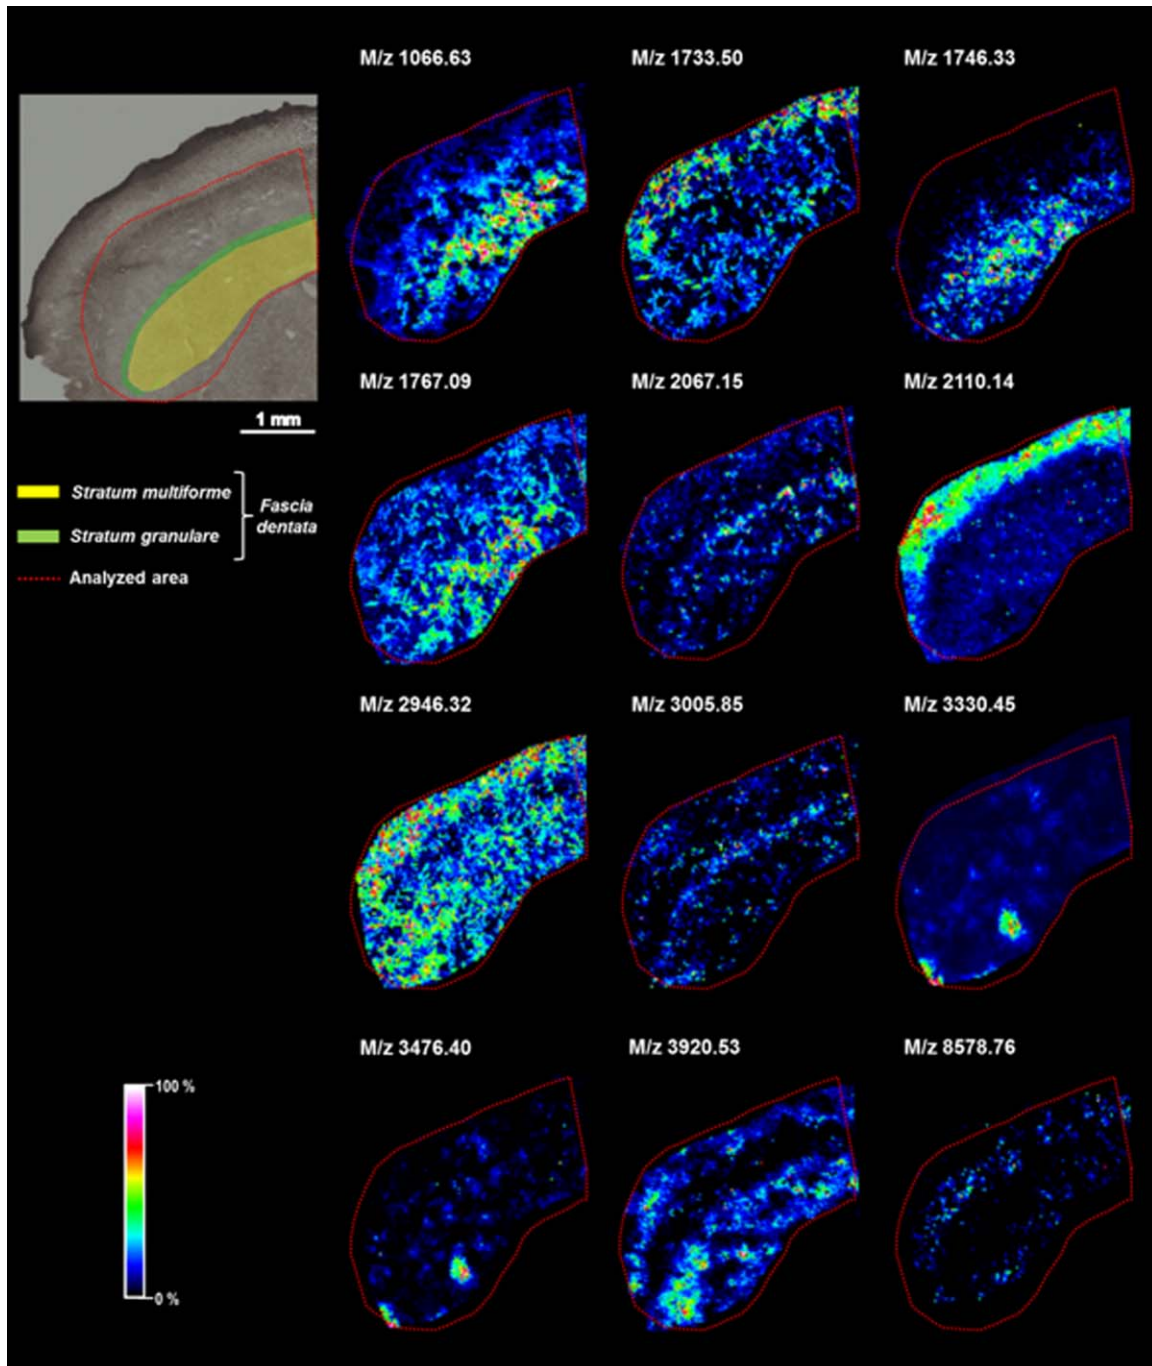 M/z 1066.63
M/z 1733.50
M/z 1746.33
M/z 1767.09
M/z 2067.15
M/z 2110.14
1 mm
Stratum multiforme
Stratum granulare
Fascia
dentata
Analyzed area
M/z 2946.32
M/z 3005.85
M/z 3330.45
M/z 3476.40
M/z 3920.53
M/z 8578.76
100 %
0 %